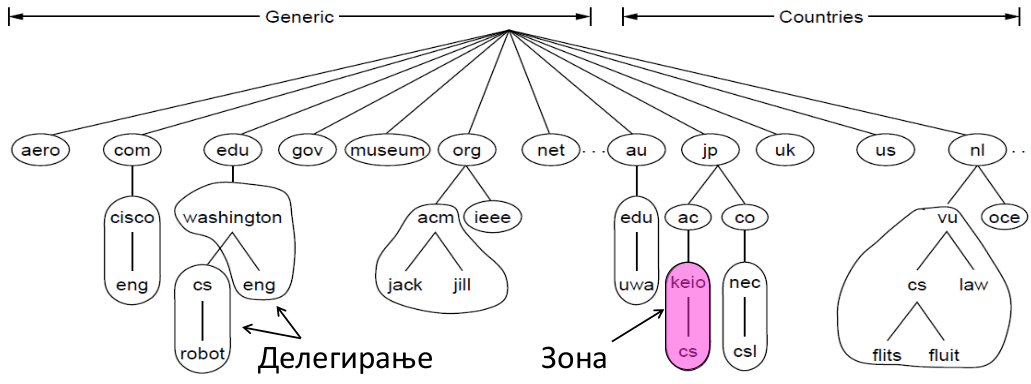 Generic Countries
aero com edu gov museum org net . . . au jp uk us nl . .
cisco washington acm ieee edu ac co vu oce
eng cs eng jack jill uwa keio nec cs law
robot cs csl flits fluit
Делегирање Зона